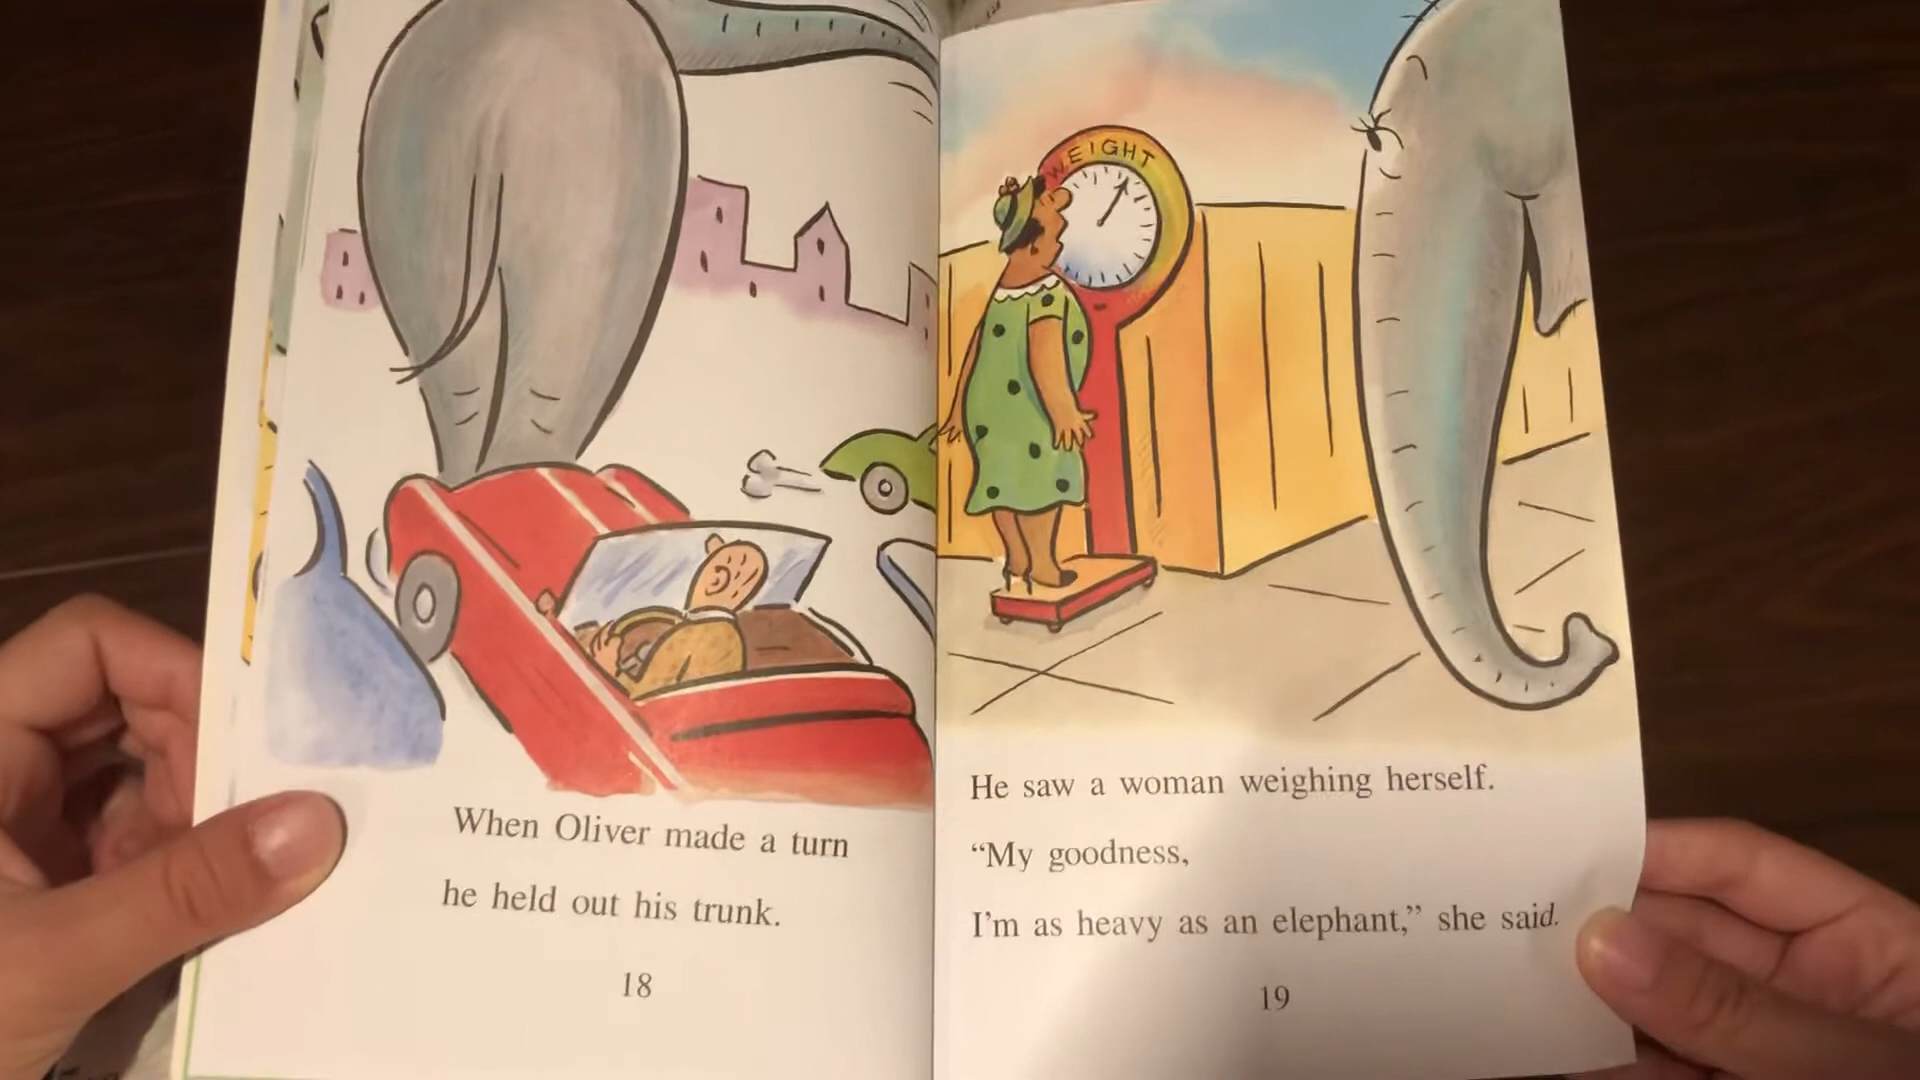 When Oliver made a turn
he held out his trunk.
18
WEIGHT
He saw a woman weighing herself.
“My goodness,
I'm as heavy as an elephant,” she said.
19